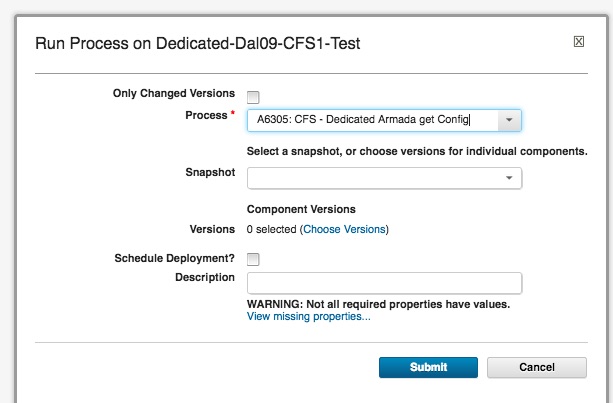 Run Process on Dedicated-Dal09-CFS1-Test
Only Changed Versions
Process *
A6305: CFS - Dedicated Armada get Config
Select a snapshot, or choose versions for individual components.
Snapshot
Component Versions
Versions 0 selected (Choose Versions)
Schedule Deployment?
Description
WARNING: Not all required properties have values.
View missing properties...
Submit Cancel